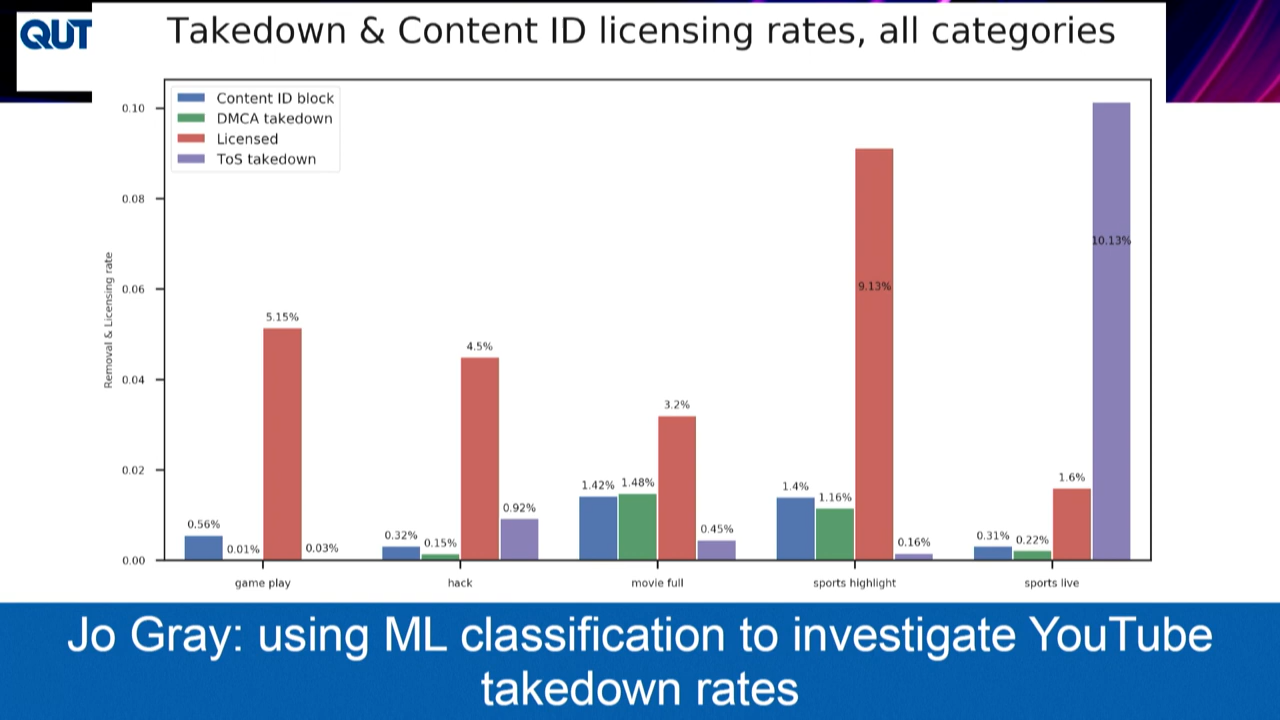 QUT
Takedown & Content ID licensing rates, all categories
Content ID block
DMCA takedown
Licensed
ToS takedown
Removal & Licensing rate
0.10
0.08
0.06
0.04
0.02
0.00
0.56%
0.01%
5.15%
0.03%
0.32%
0.15%
4.5%
0.92%
1.42%
1.48%
3.2%
0.45%
1.4%
1.16%
9.13%
0.16%
0.31%
0.22%
1.6%
10.13%
game play
hack
movie full
sports highlight
sports live
Jo Gray: using ML classification to investigate YouTube
takedown rates